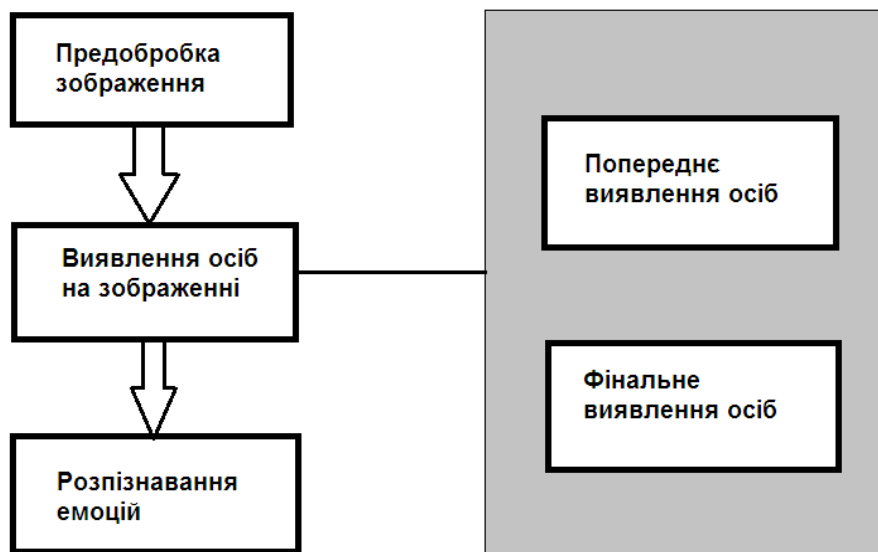 Предобробка
зображення
Виявлення осіб
на зображенні
Розпізнавання
емоцій
Попереднє
виявлення осіб
Фінальне
виявлення осіб